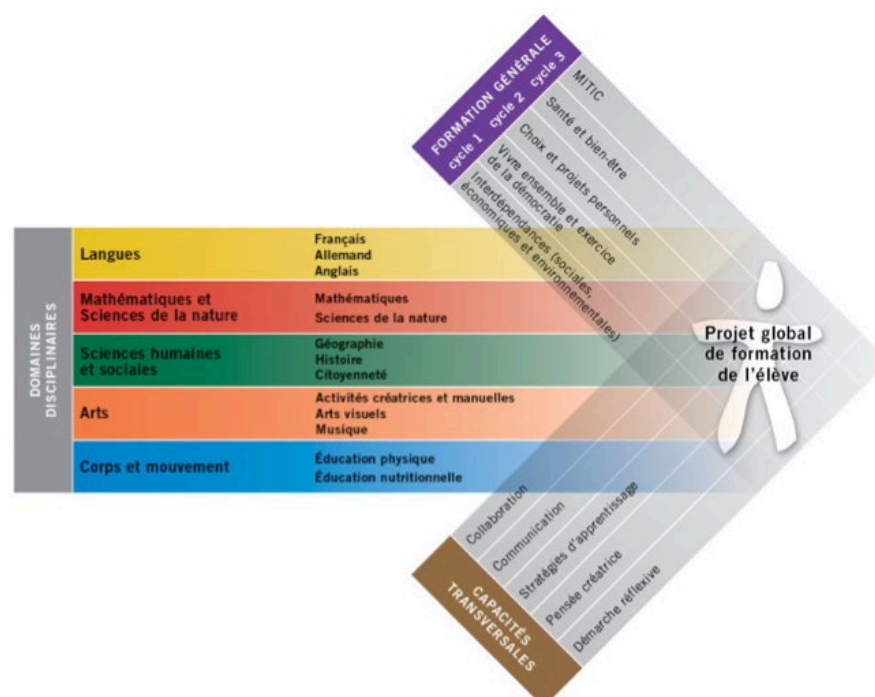 FORMATION GÉNÉRALE
cycle 1 cycle 2 cycle 3
MITIC
Santé et bien-être
Choix et projets personnels
Vivre ensemble et exercice
de la démocratie
Interdépendances (sociales,
économiques et environnementales)
DOMAINES
DISCIPLINAIRES
Langues
Français
Allemand
Anglais
Mathématiques et
Sciences de la nature
Mathématiques
Sciences de la nature
Sciences humaines
et sociales
Géographie
Histoire
Citoyenneté
Arts
Activités créatrices et manuelles
Arts visuels
Musique
Corps et mouvement
Éducation physique
Éducation nutritionnelle
Projet global
de formation
de l'élève
Collaboration
Communication
Stratégies d'apprentissage
Pensée créatrice
Démarche réflexive
CAPACITÉS
TRANSVERSALES